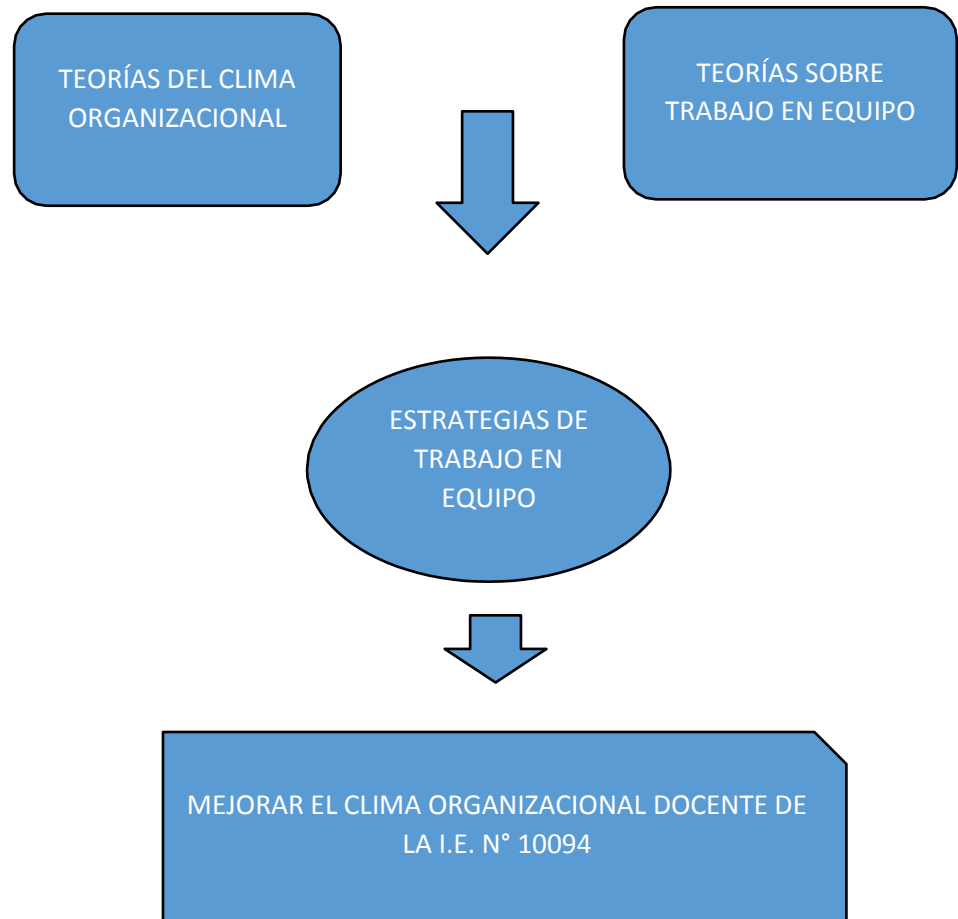 TEORÍAS DEL CLIMA
ORGANIZACIONAL
TEORÍAS SOBRE
TRABAJO EN EQUIPO
ESTRATEGIAS DE
TRABAJO EN
EQUIPO
MEJORAR EL CLIMA ORGANIZACIONAL DOCENTE DE
LA I.E. N° 10094